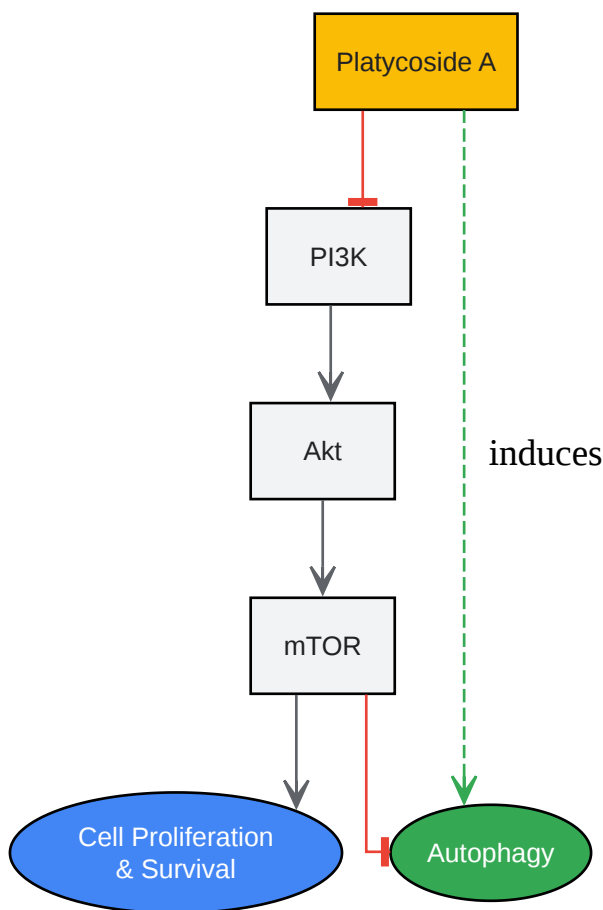 Platycoside A
PI3K
Akt
induces
mTOR
Cell Proliferation
& Survival
Autophagy